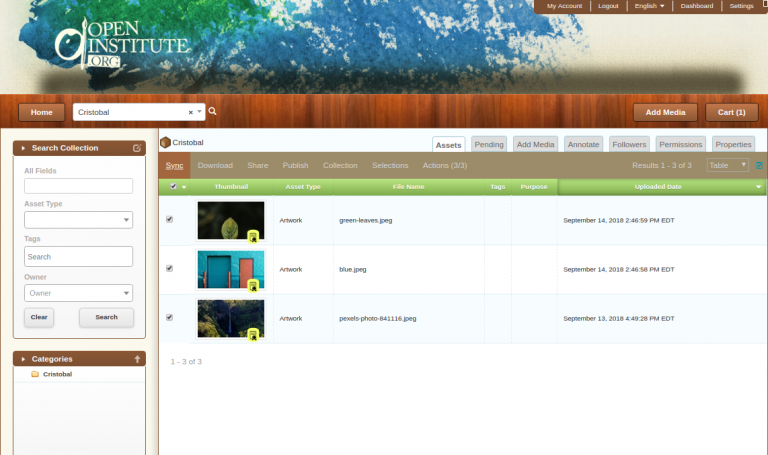 My Account Logout English Dashboard Settings
OPEN
INSTITUTE
.ORG
Home Cristobal × Add Media Cart (1)
Search Collection
All Fields
Asset Type
Tags
Search
Owner
Owner
Clear Search
Categories
Cristobal
Cristobal Assets Pending Add Media Annotate Followers Permissions Properties
Sync Download Share Publish Collection Selections Actions (3/3) Results 1 - 3 of 3 Table
Thumbnail Asset Type File Name Tags Purpose Uploaded Date
Artwork green-leaves.jpeg September 14, 2018 2:46:59 PM EDT
Artwork blue.jpeg September 14, 2018 2:46:58 PM EDT
Artwork pexels-photo-841116.jpeg September 13, 2018 4:49:28 PM EDT
1 - 3 of 3